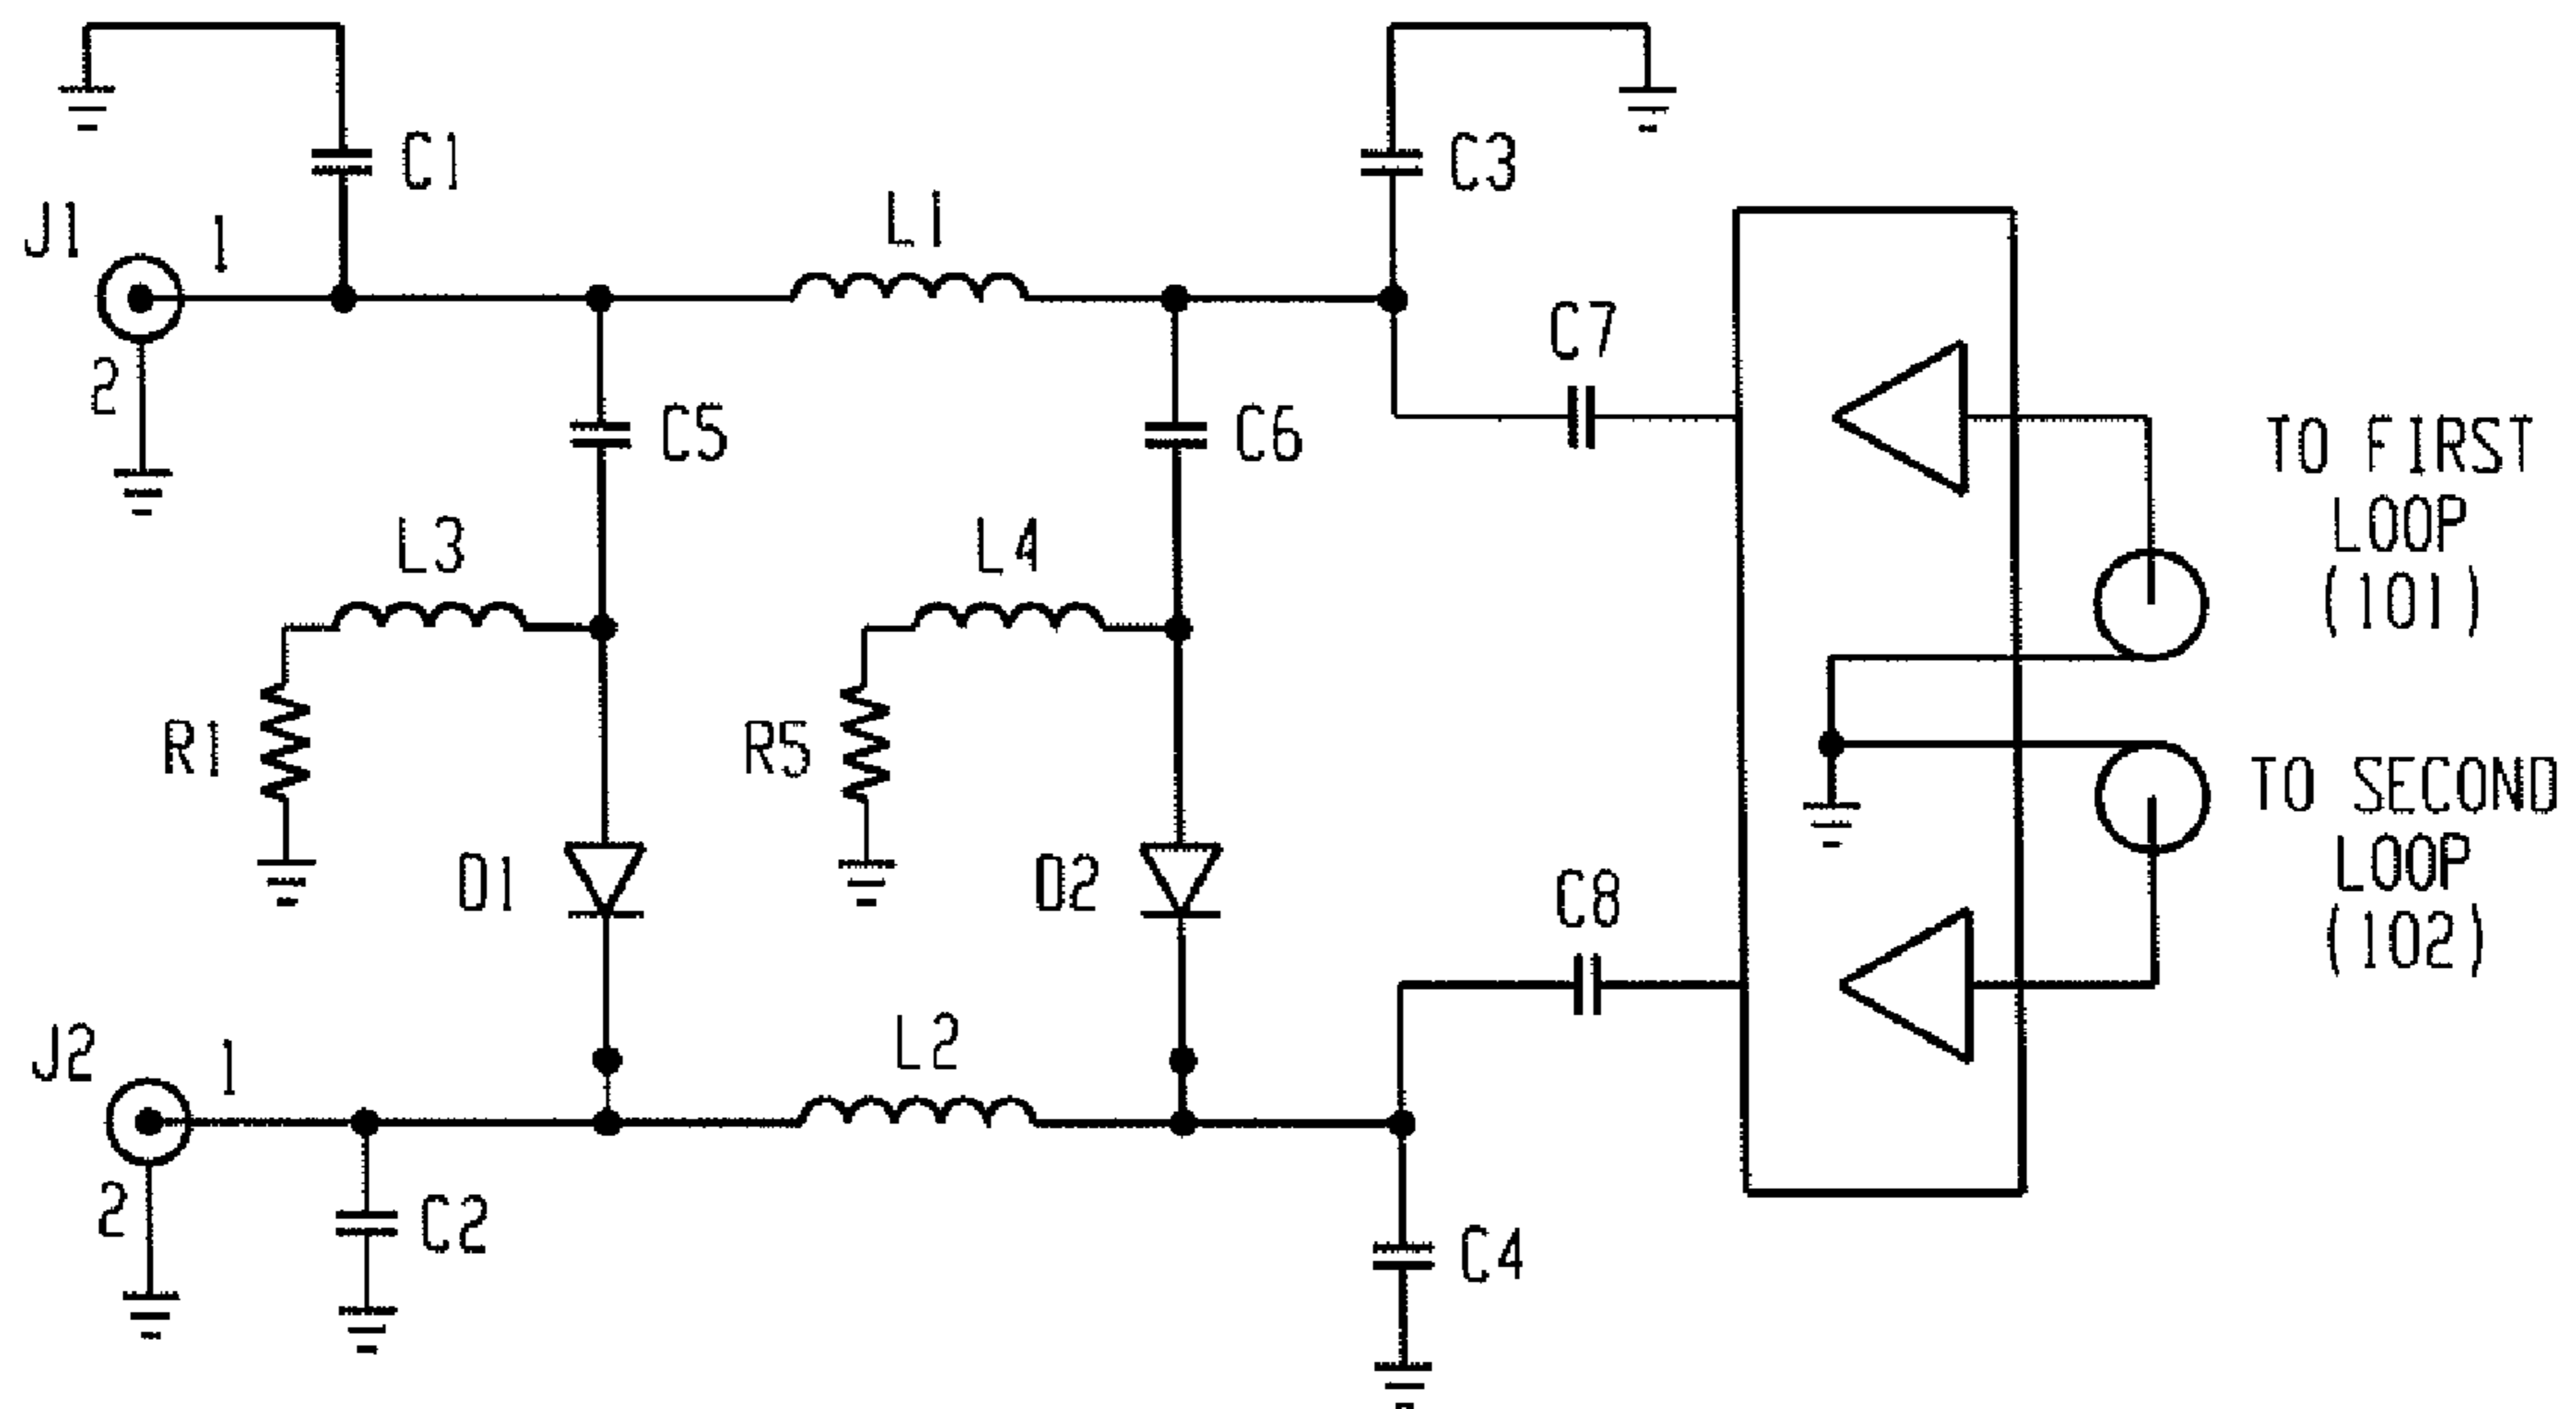 C1
C3
J1
1
L1
2
C7
C5
C6
TO FIRST
LOOP
(101)
L3
L4
R1
R5
TO SECOND
LOOP
(102)
D1
D2
C8
J2
1
L2
2
C2
C4